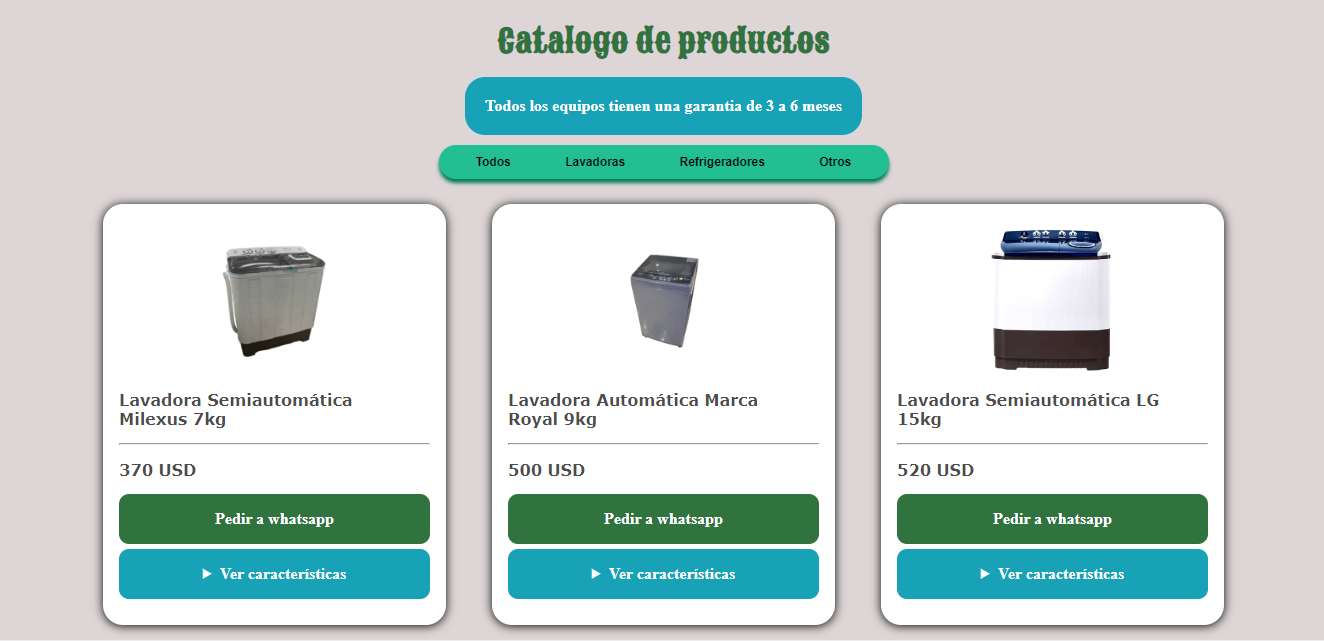 Catalogo de productos
Todos los equipos tienen una garantia de 3 a 6 meses
Todos Lavadoras Refrigeradores Otros
Lavadora Semiautomática
Milexus 7kg
370 USD
Pedir a whatsapp
▶ Ver características
Lavadora Automática Marca
Royal 9kg
500 USD
Pedir a whatsapp
▶ Ver características
Lavadora Semiautomática LG
15kg
520 USD
Pedir a whatsapp
▶ Ver características